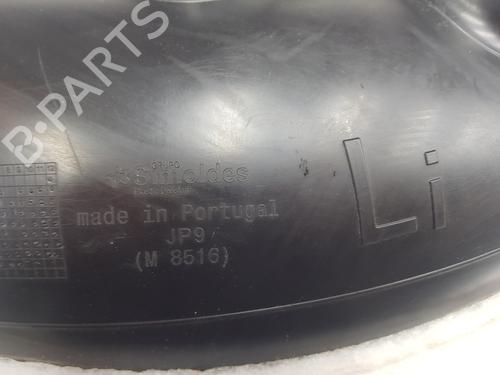 B-PARTS
GRUPO
Simoldes
made in Portugal
JP9
(M 8516)
Li